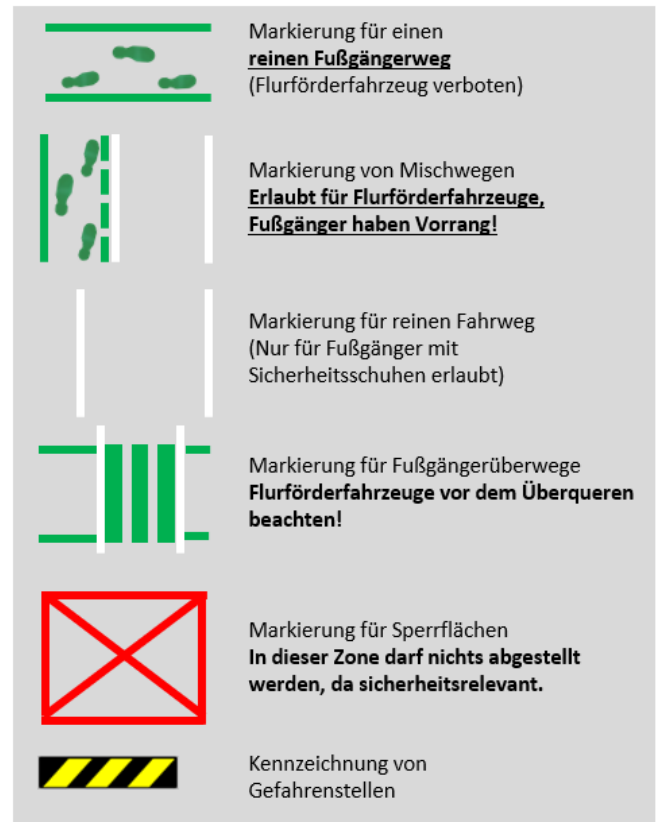 Markierung für einen
reinen Fußgängerweg
(Flurförderfahrzeug verboten)
Markierung von Mischwegen
Erlaubt für Flurförderfahrzeuge,
Fußgänger haben Vorrang!
Markierung für reinen Fahrweg
(Nur für Fußgänger mit
Sicherheitsschuhen erlaubt)
Markierung für Fußgängerüberwege
Flurförderfahrzeuge vor dem Überqueren
beachten!
Markierung für Sperrflächen
In dieser Zone darf nichts abgestellt
werden, da sicherheitsrelevant.
Kennzeichnung von
Gefahrenstellen